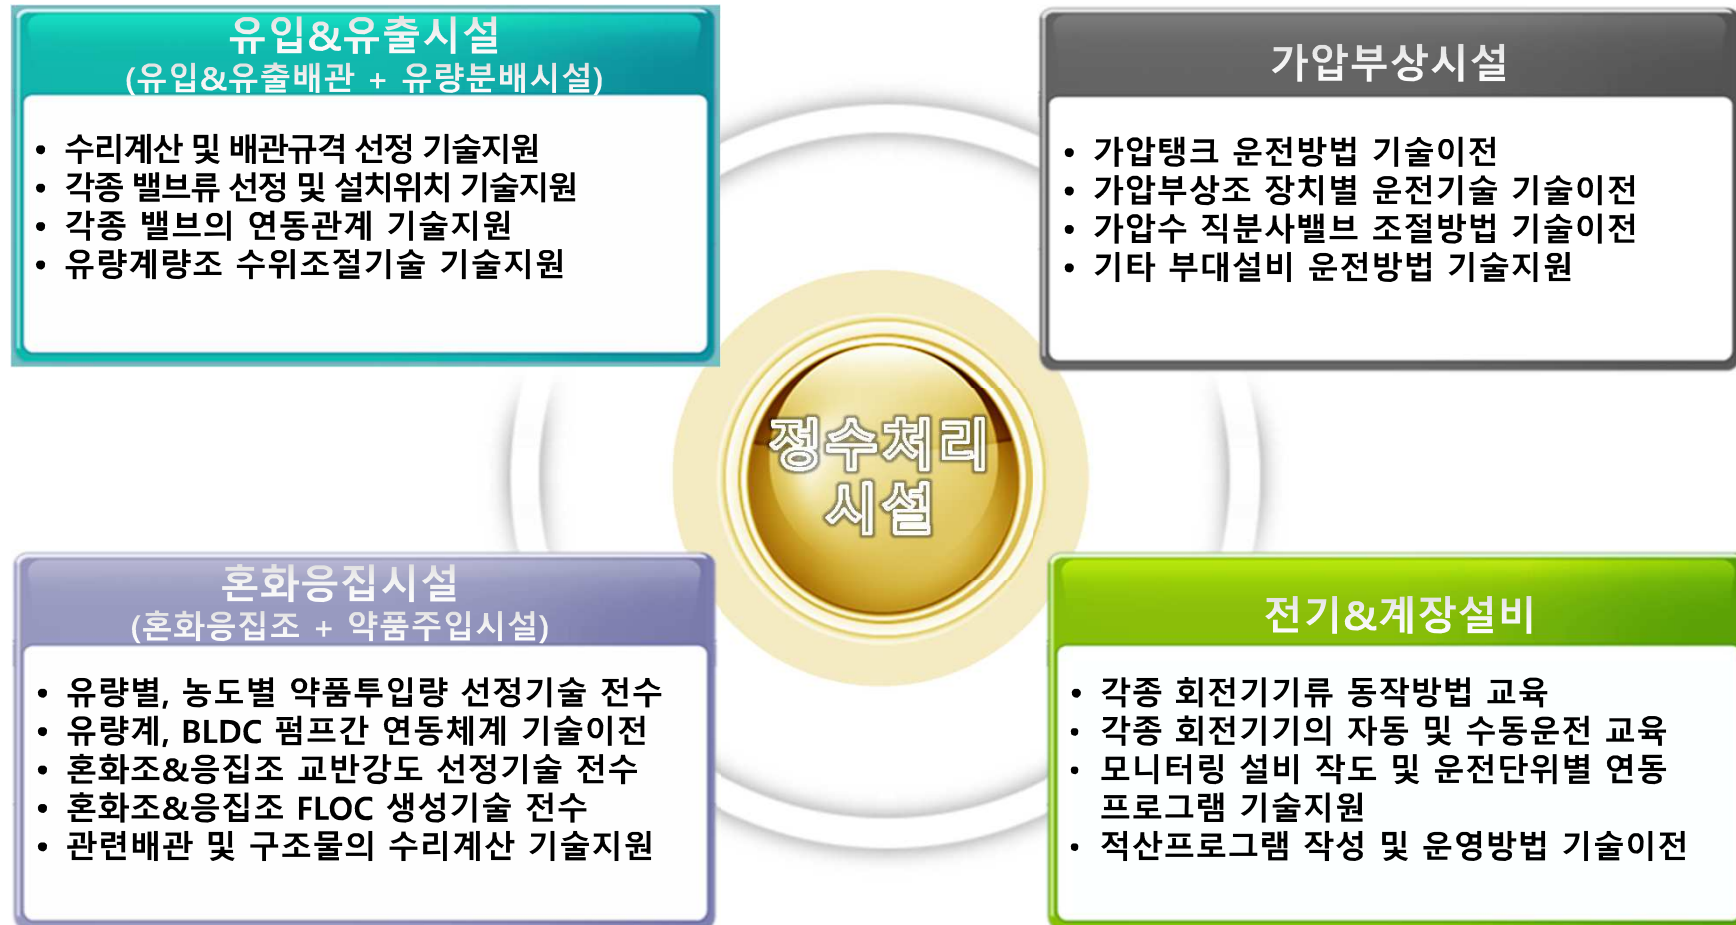 유입&유출시설
(유입&유출배관 + 유량분배시설)
• 수리계산 및 배관규격 선정 기술지원
• 각종 밸브류 선정 및 설치위치 기술지원
• 각종 밸브의 연동관계 기술지원
• 유량계량조 수위조절기술 기술지원
가압부상시설
• 가압탱크 운전방법 기술이전
• 가압부상조 장치별 운전기술 기술이전
• 가압수 직분사밸브 조절방법 기술이전
• 기타 부대설비 운전방법 기술지원
정수처리
시설
혼화응집시설
(혼화응집조 + 약품주입시설)
• 유량별, 농도별 약품투입량 선정기술 전수
• 유량계, BLDC 펌프간 연동체계 기술이전
• 혼화조&응집조 교반강도 선정기술 전수
• 혼화조&응집조 FLOC 생성기술 전수
• 관련배관 및 구조물의 수리계산 기술지원
전기&계장설비
• 각종 회전기기류 동작방법 교육
• 각종 회전기기의 자동 및 수동운전 교육
• 모니터링 설비 작도 및 운전단위별 연동
프로그램 기술지원
• 적산프로그램 작성 및 운영방법 기술이전